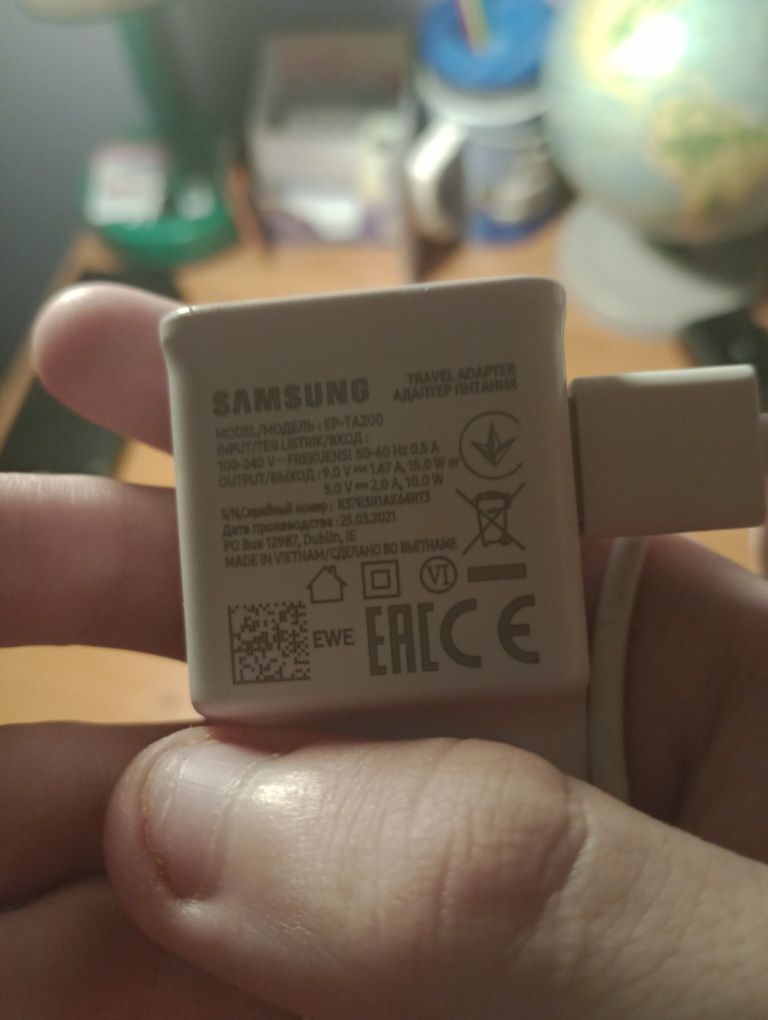 SAMSUNG
TRAVEL ADAPTER
АДАПТЕР ПИТАНИЯ
MODEL/МОДЕЛЬ : EP-TA200
INPUT/TEG LISTRIK/ВХОД :
100-240 V ~ FREKUENSI 50-60 Hz 0.5 A
OUTPUT/ВЫХОД : 9.0 V ⎓ 1.67 A, 15.0 W or
5.0 V ⎓ 2.0 A, 10.0 W
S/N,Серийный номер : R37R3R1AK64RT3
Дата производства : 25.03.2021
PO Box 12987, Dublin, IE
MADE IN VIETNAM/СДЕЛАНО ВО ВЬЕТНАМЕ
VI
EWE
EAC CE